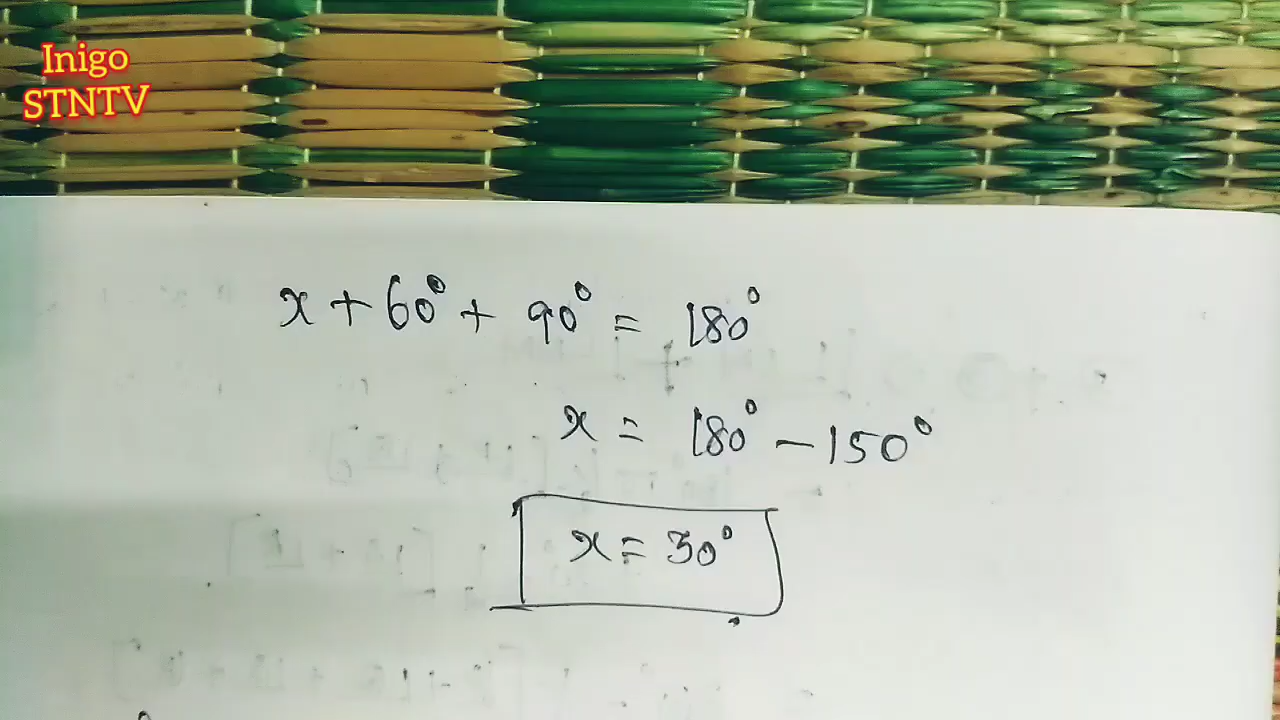 Inigo
STNTV
x + 60° + 90° = 180°
x = 180° - 150°
x = 30°